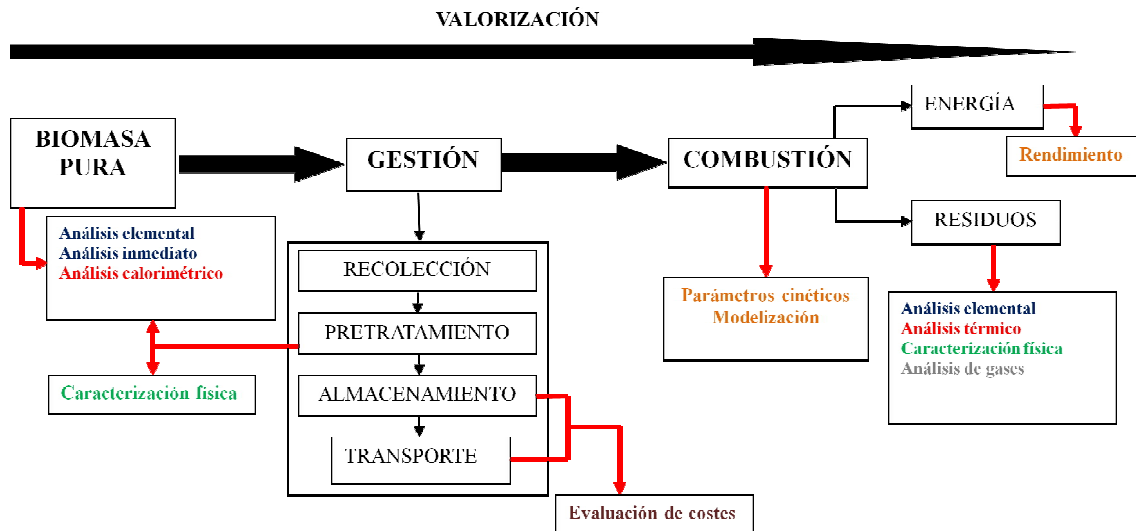 VALORIZACIÓN
BIOMASA
PURA
GESTIÓN
COMBUSTIÓN
ENERGÍA
Rendimiento
RESIDUOS
Análisis elemental
Análisis inmediato
Análisis calorimétrico
RECOLECCIÓN
PRETRATAMIENTO
ALMACENAMIENTO
TRANSPORTE
Caracterización física
Evaluación de costes
Parámetros cinéticos
Modelización
Análisis elemental
Análisis térmico
Caracterización física
Análisis de gases